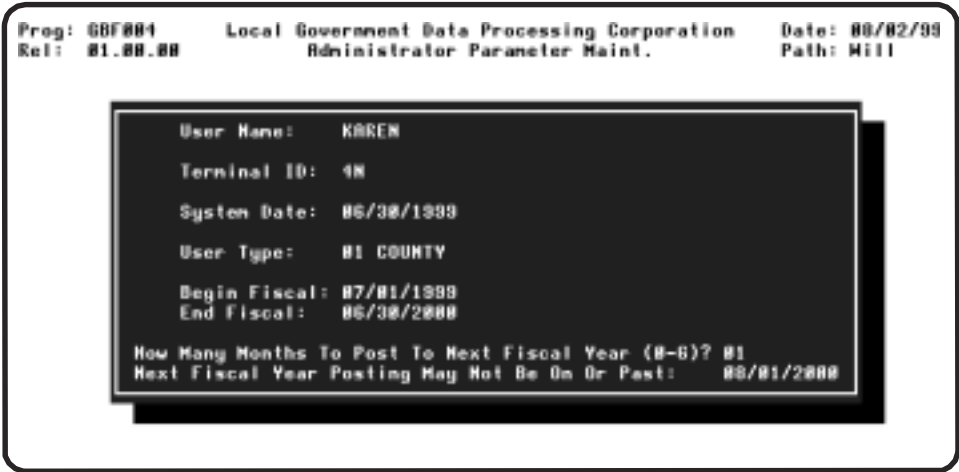 Prog: GBF004 Local Government Data Processing Corporation Date: 08/02/99
Rel: 01.00.00 Administrator Parameter Maint. Path: Will
User Name: KAREN
Terminal ID: 4N
System Date: 06/30/1999
User Type: 01 COUNTY
Begin Fiscal: 07/01/1999
End Fiscal: 06/30/2000
How Many Months To Post To Next Fiscal Year (0-6)? 01
Next Fiscal Year Posting May Not Be On Or Past: 08/01/2000